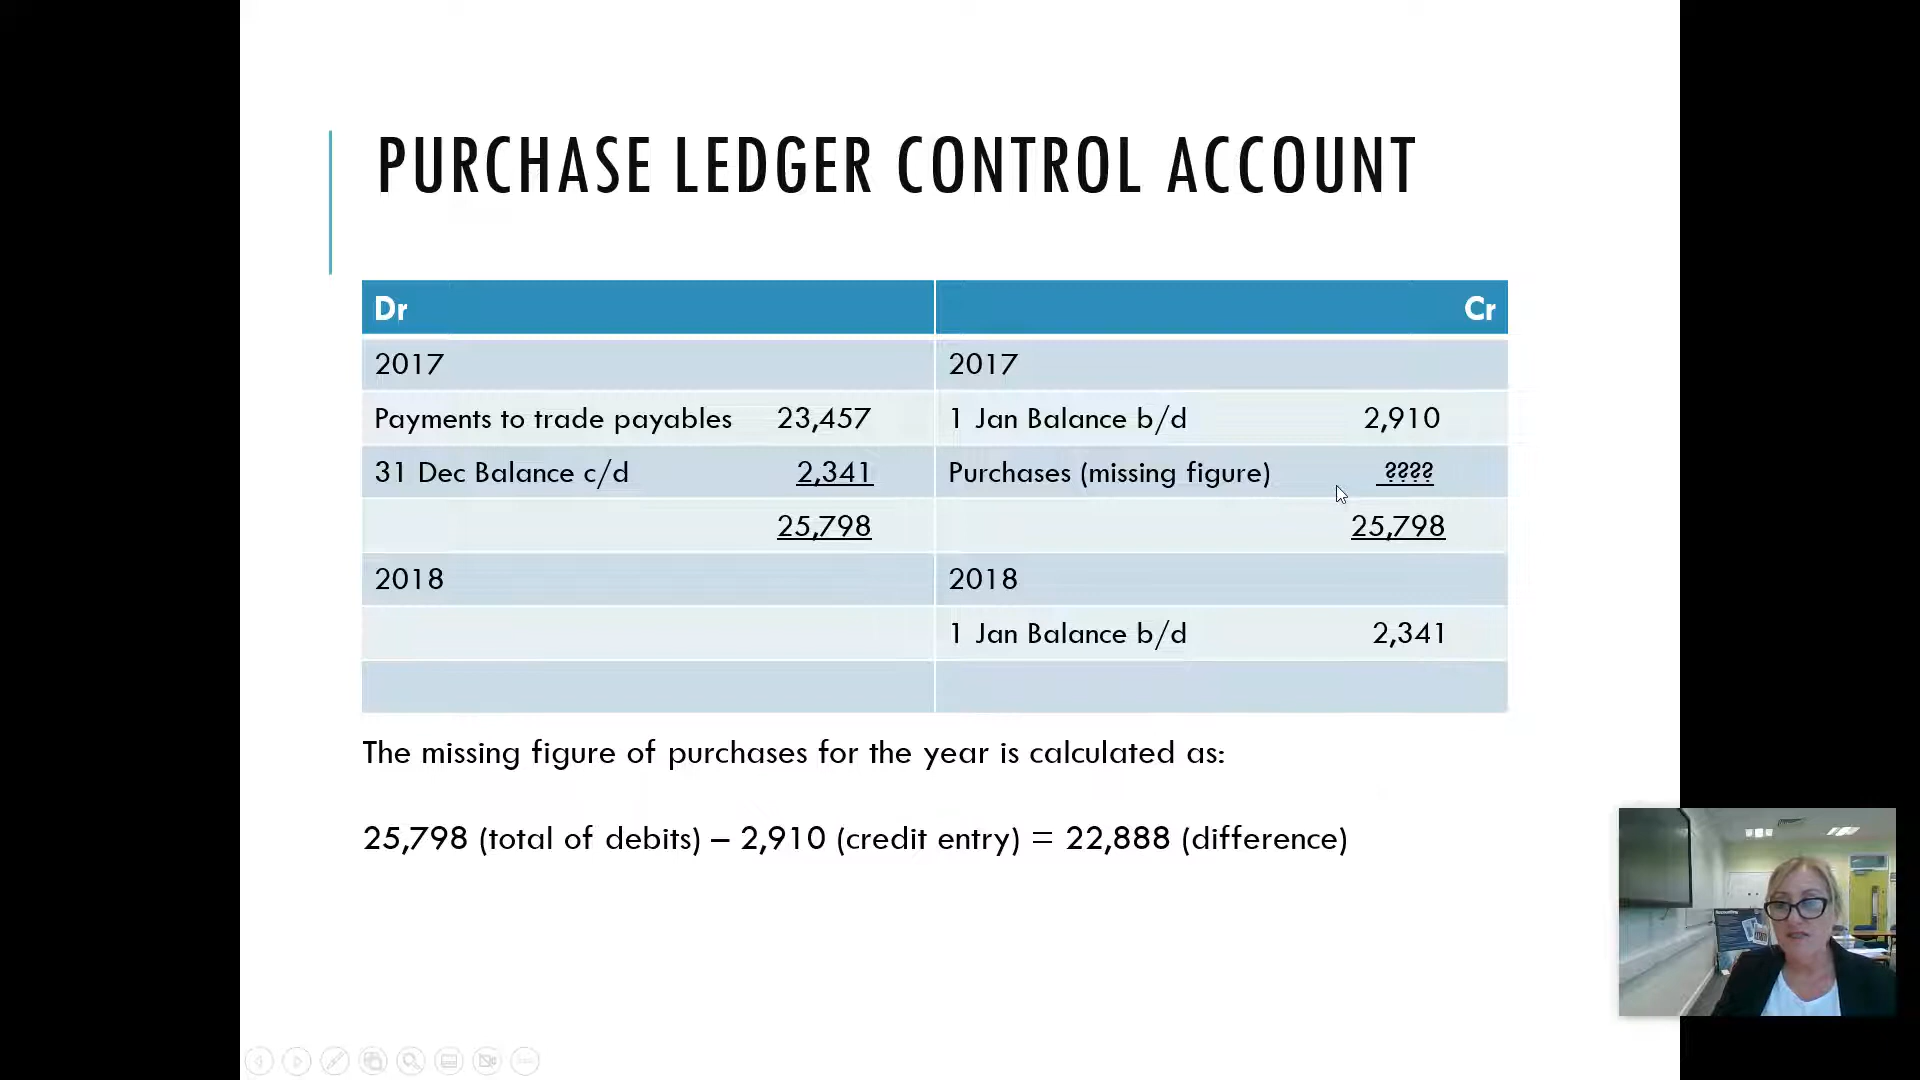 PURCHASE LEDGER CONTROL ACCOUNT
Dr Cr
2017 2017
Payments to trade payables 23,457 1 Jan Balance b/d 2,910
31 Dec Balance c/d 2,341 Purchases (missing figure) ????
25,798 25,798
2018 2018
1 Jan Balance b/d 2,341
The missing figure of purchases for the year is calculated as:
25,798 (total of debits) – 2,910 (credit entry) = 22,888 (difference)
Accounting